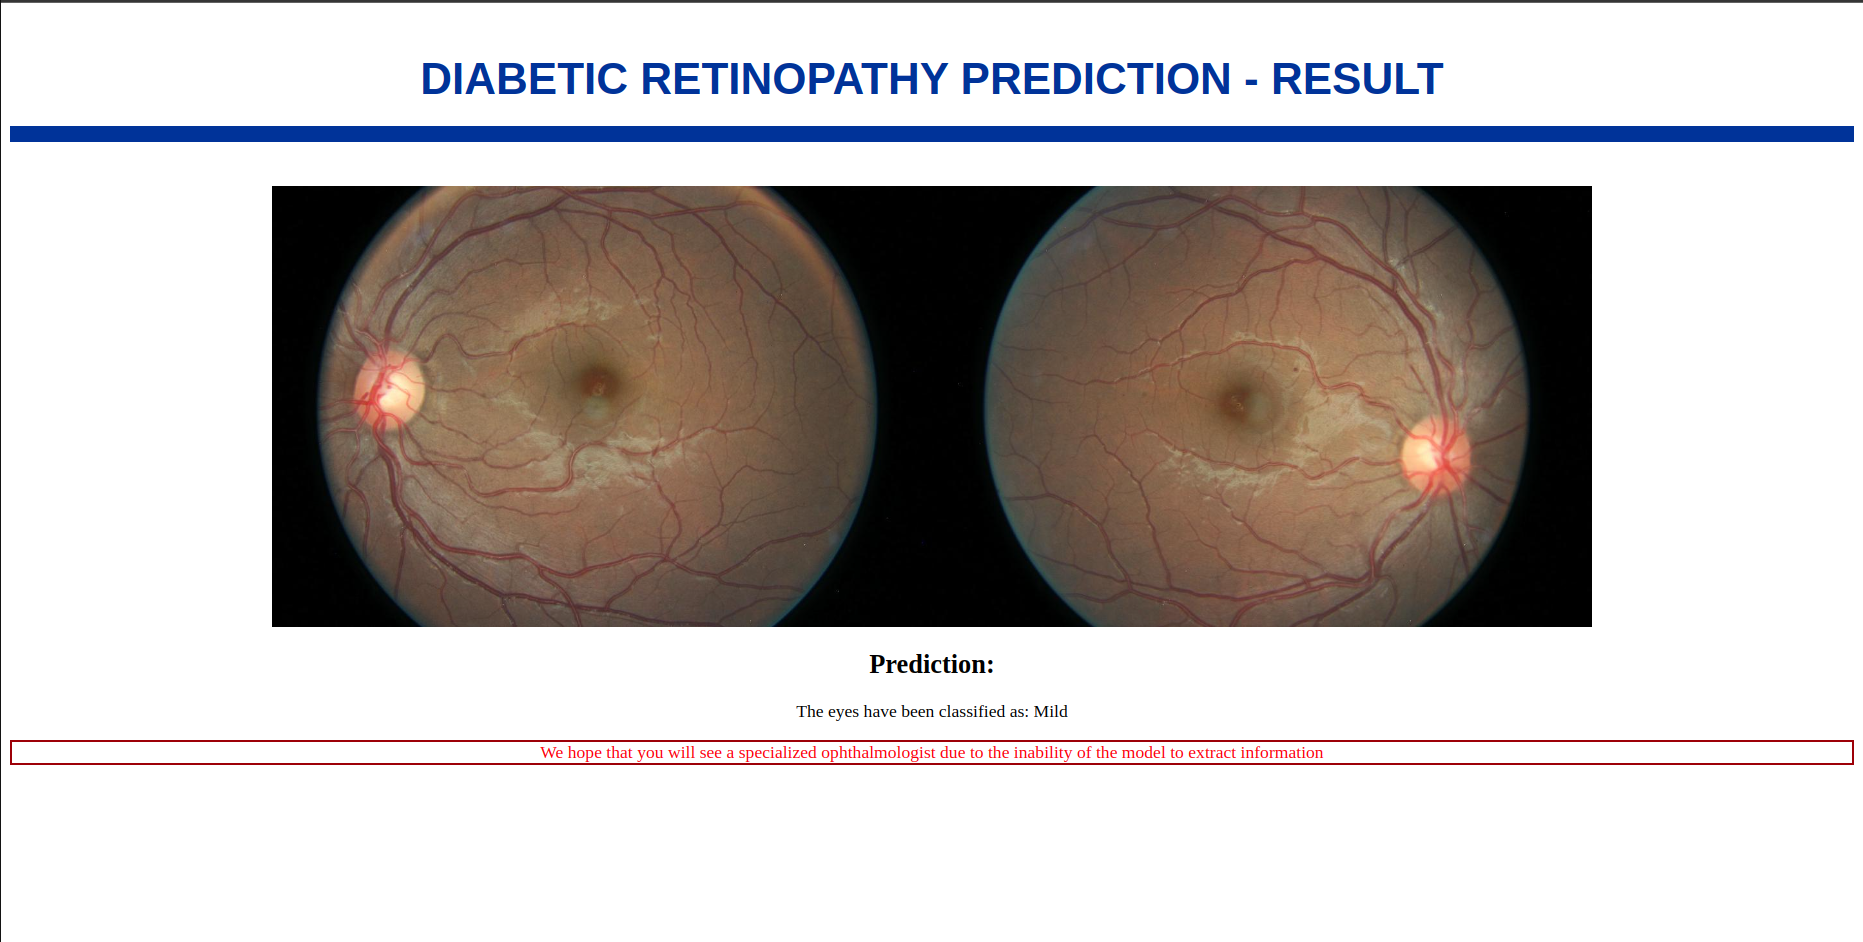 DIABETIC RETINOPATHY PREDICTION - RESULT
Prediction:
The eyes have been classified as: Mild
We hope that you will see a specialized ophthalmologist due to the inability of the model to extract information